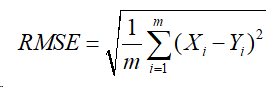 RMSE = √(1/m ∑_{i=1}^{m} (X_i − Y_i)^2)